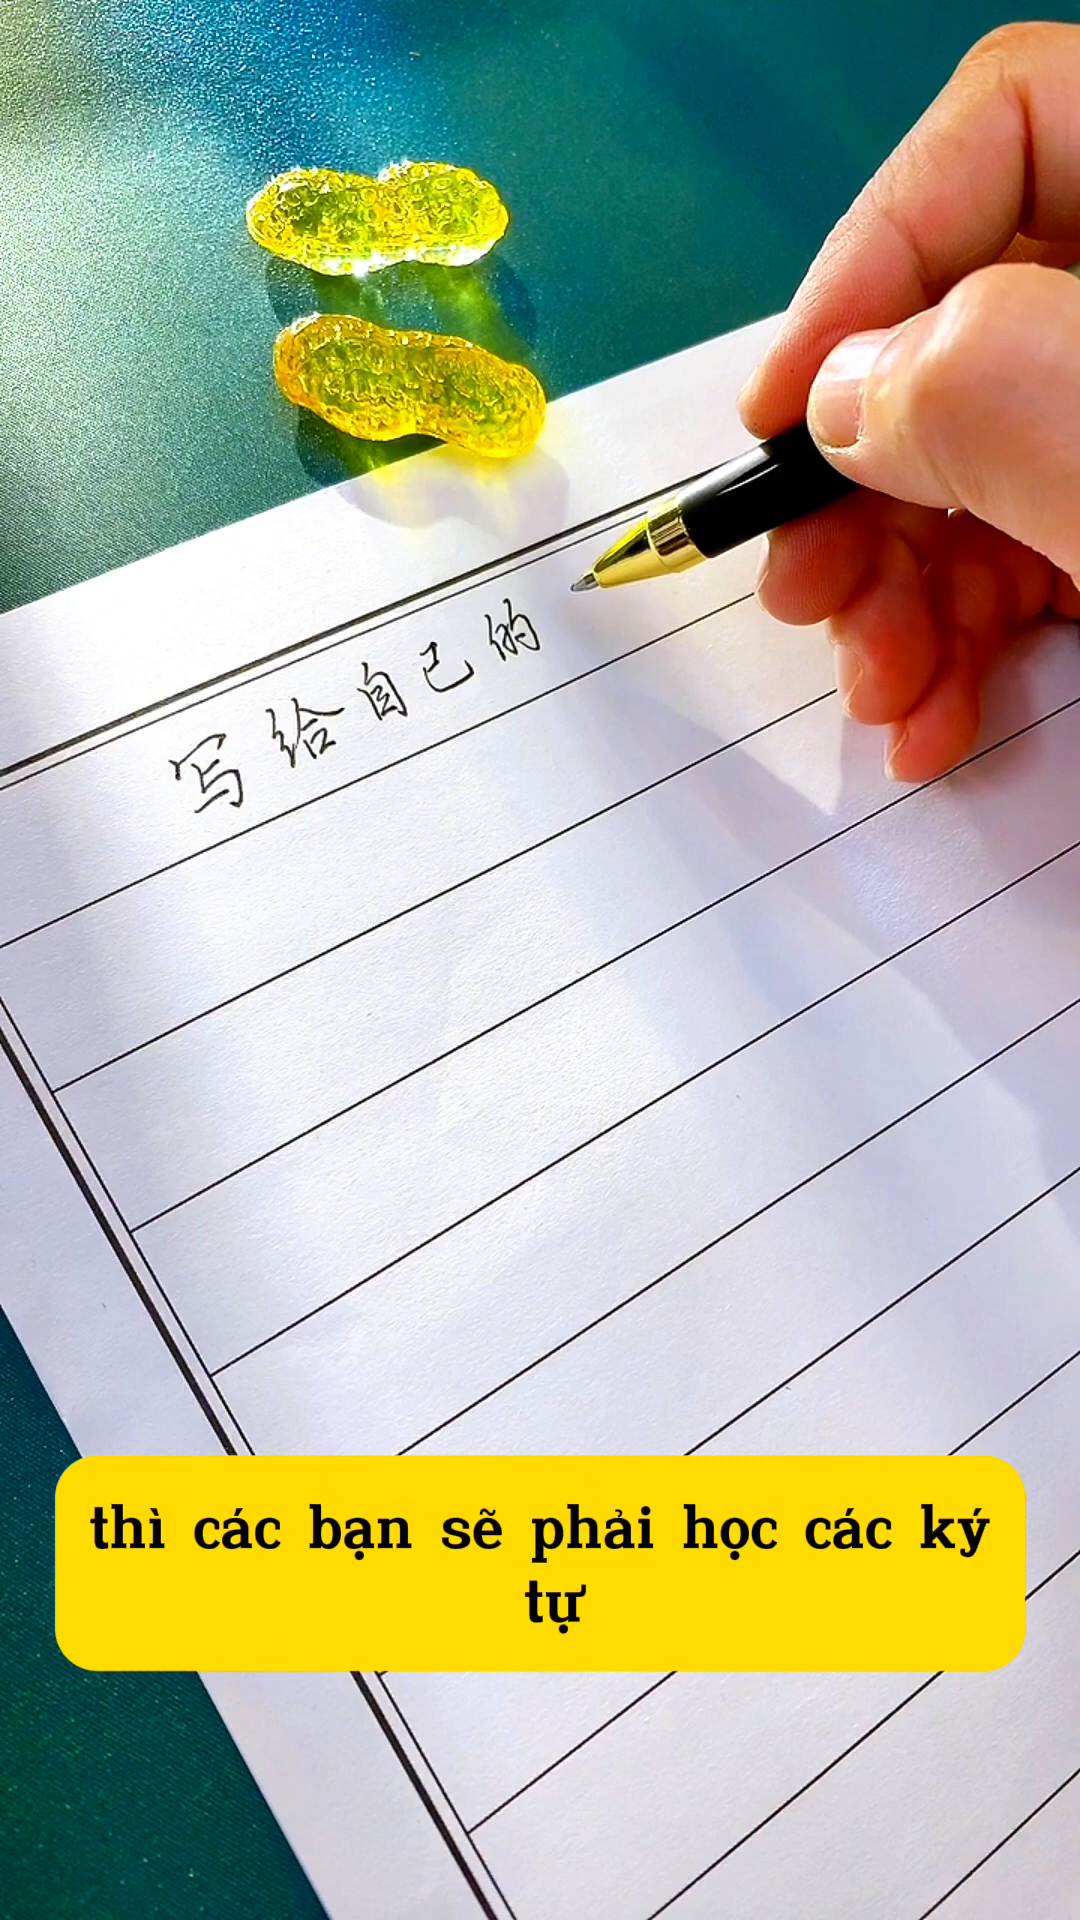 写给自己的
thì các bạn sẽ phải học các ký
tự